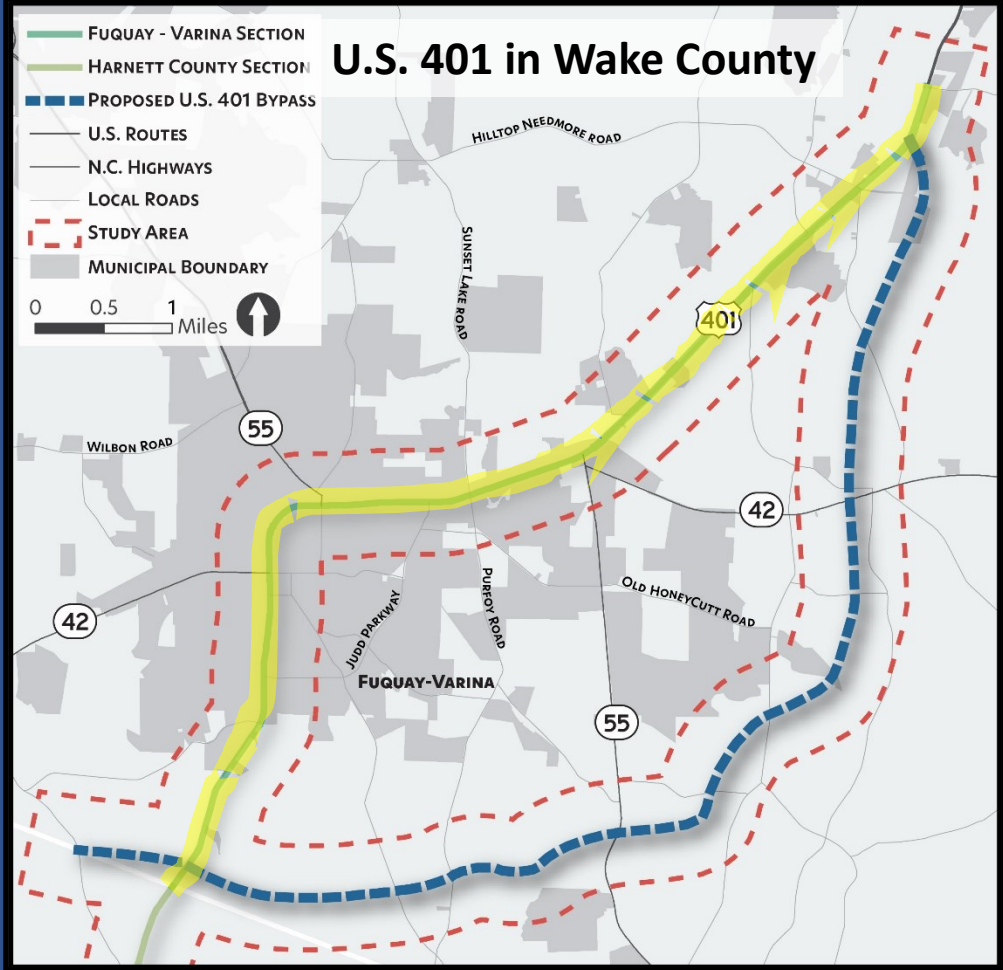 U.S. 401 in Wake County
FUQUAY - VARINA SECTION
HARNETT COUNTY SECTION
PROPOSED U.S. 401 BYPASS
U.S. ROUTES
N.C. HIGHWAYS
LOCAL ROADS
STUDY AREA
MUNICIPAL BOUNDARY
0 0.5 1
Miles
HILLTOP NEEDMORE ROAD
SUNSET LAKE ROAD
401
55
WILBON ROAD
42
OLD HONEYCUTT ROAD
PURFOY ROAD
JUDD PARKWAY
42
FUQUAY-VARINA
55